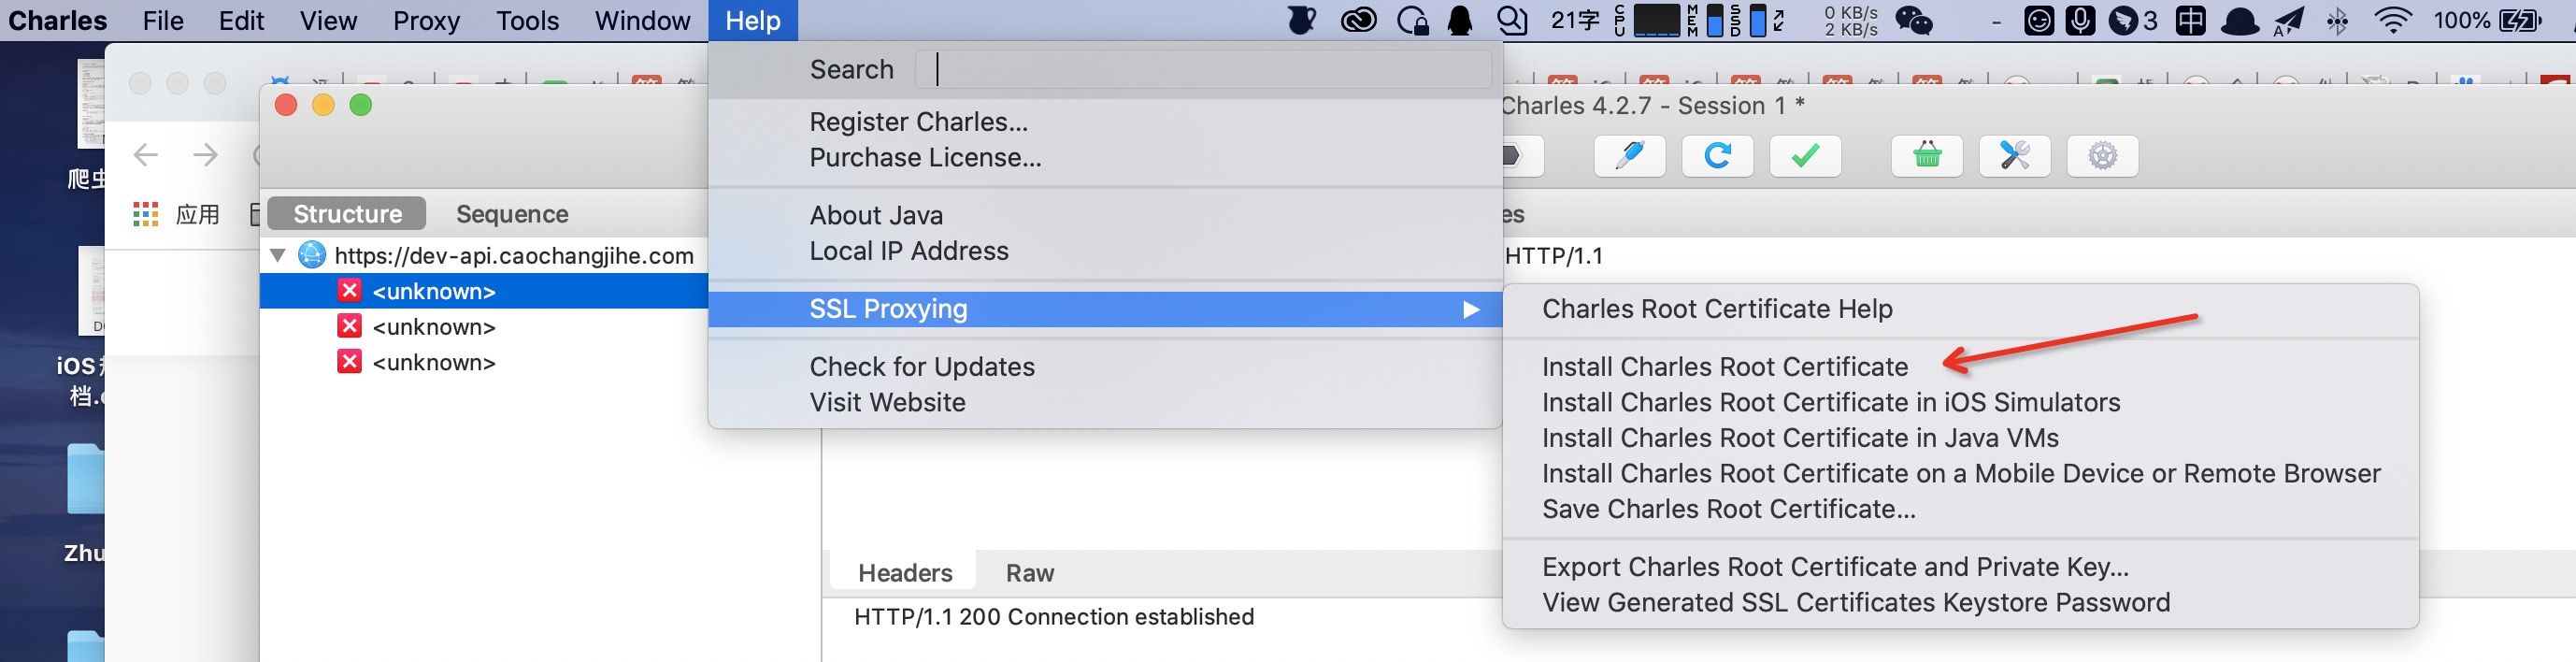 Charles File Edit View Proxy Tools Window Help 21字 CPU MEM SSD 0 KB/s 2 KB/s - 3 中 100%
Search
Charles 4.2.7 - Session 1 *
Register Charles...
Purchase License...
爬虫
应用
Structure Sequence
About Java
es
Local IP Address
https://dev-api.caochangjihe.com
HTTP/1.1
<unknown>
<unknown>
<unknown>
SSL Proxying
Charles Root Certificate Help
Check for Updates
Visit Website
Install Charles Root Certificate
Install Charles Root Certificate in iOS Simulators
Install Charles Root Certificate in Java VMs
Install Charles Root Certificate on a Mobile Device or Remote Browser
Save Charles Root Certificate...
Export Charles Root Certificate and Private Key...
View Generated SSL Certificates Keystore Password
iOS
档.
Zhu
Headers Raw
HTTP/1.1 200 Connection established